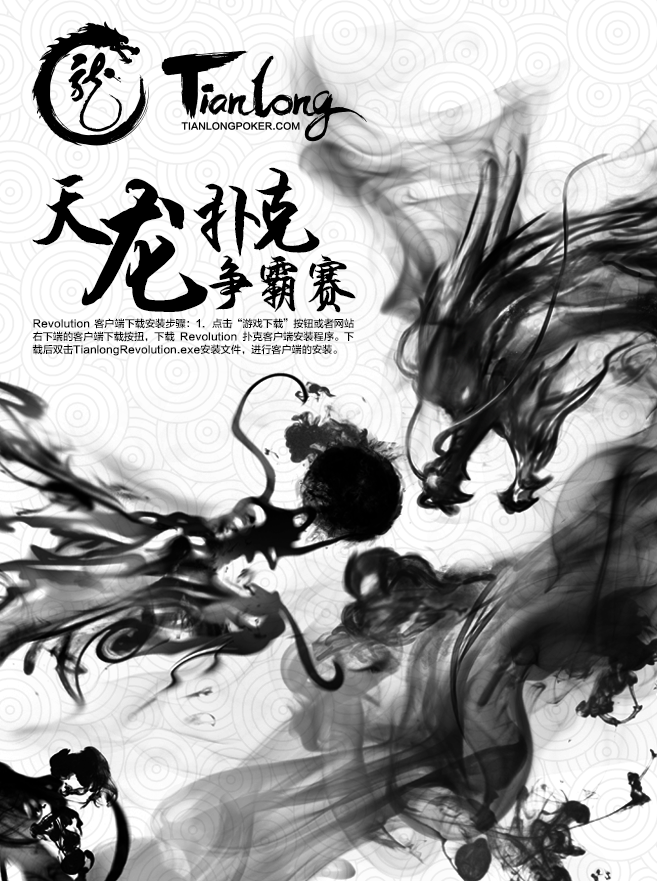 龍
TianLong
TIANLONGPOKER.COM
天龙扑克
争霸赛
Revolution 客户端下载安装步骤：1．点击“游戏下载”按钮或者网站
右下端的客户端下载按扭，下载 Revolution 扑克客户端安装程序。下
载后双击TianlongRevolution.exe安装文件，进行客户端的安装。